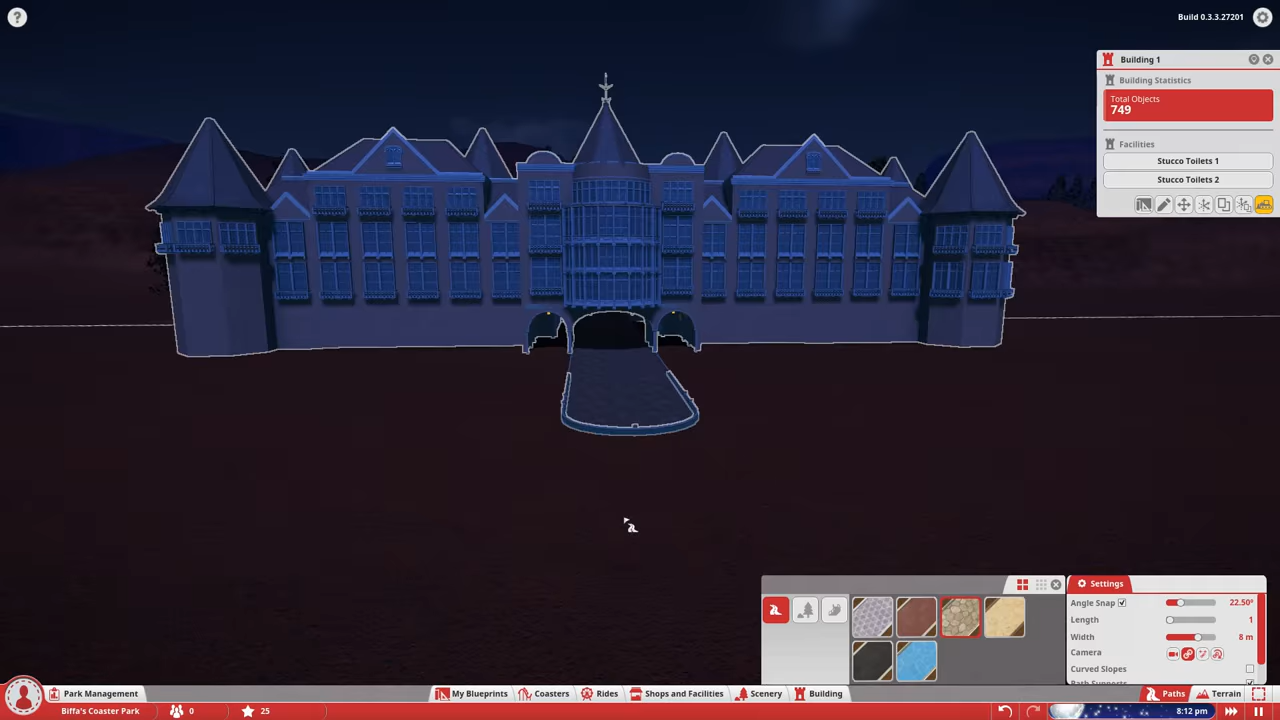 ?
Build 0.3.3.27201
Building 1
Building Statistics
Total Objects
749
Facilities
Stucco Toilets 1
Stucco Toilets 2
Settings
Angle Snap
22.50°
Length
1
Width
8 m
Camera
Curved Slopes
Path Supports
Park Management
My Blueprints
Coasters
Rides
Shops and Facilities
Scenery
Building
Paths
Terrain
Biffa's Coaster Park
0
25
8:12 pm